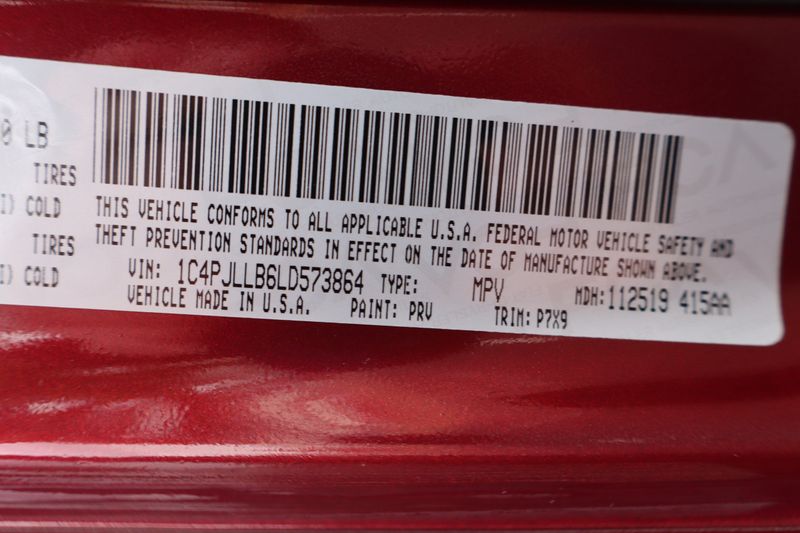 0 LB
TIRES
I) COLD
TIRES
I) COLD
THIS VEHICLE CONFORMS TO ALL APPLICABLE U.S.A. FEDERAL MOTOR VEHICLE SAFETY AND
THEFT PREVENTION STANDARDS IN EFFECT ON THE DATE OF MANUFACTURE SHOWN ABOVE.
VIN: 1C4PJLLB6LD573864 TYPE: MPV MDH:112519 415AA
VEHICLE MADE IN U.S.A. PAINT: PRV TRIM: P7X9